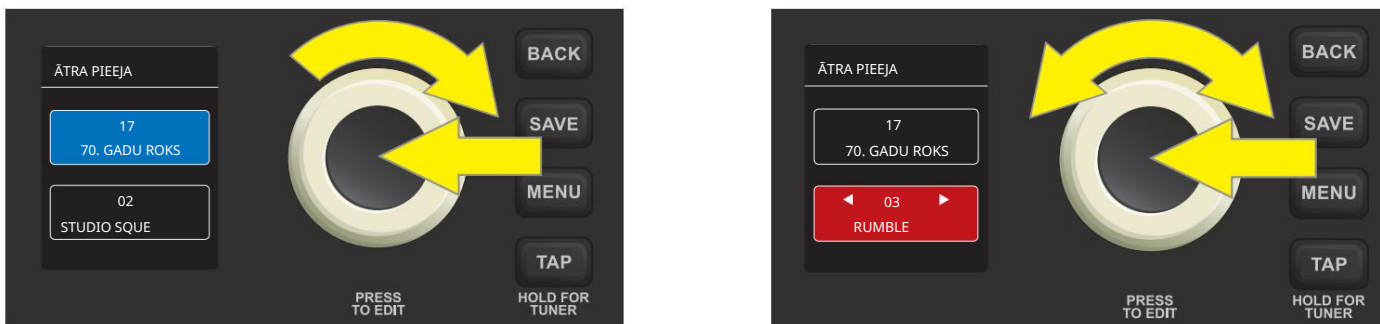 ĀTRA PIEEJA
17
70. GADU ROKS
02
STUDIO SQUE
BACK
SAVE
MENU
TAP
PRESS
TO EDIT
HOLD FOR
TUNER
ĀTRA PIEEJA
17
70. GADU ROKS
03
RUMBLE
BACK
SAVE
MENU
TAP
PRESS
TO EDIT
HOLD FOR
TUNER